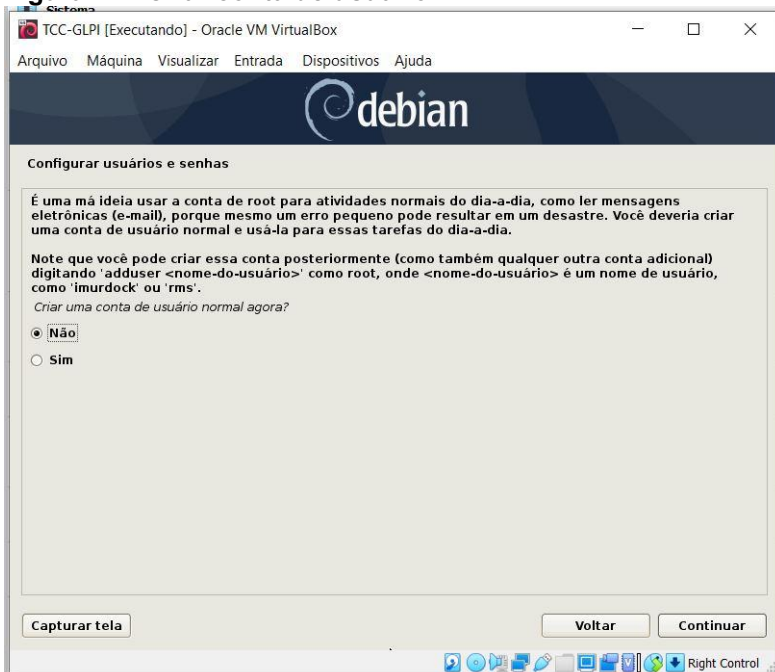 Sistema
TCC-GLPI [Executando] - Oracle VM VirtualBox
Arquivo Máquina Visualizar Entrada Dispositivos Ajuda
debian
Configurar usuários e senhas
É uma má ideia usar a conta de root para atividades normais do dia-a-dia, como ler mensagens
eletrônicas (e-mail), porque mesmo um erro pequeno pode resultar em um desastre. Você deveria criar
uma conta de usuário normal e usá-la para essas tarefas do dia-a-dia.
Note que você pode criar essa conta posteriormente (como também qualquer outra conta adicional)
digitando 'adduser <nome-do-usuário>' como root, onde <nome-do-usuário> é um nome de usuário,
como 'imurdock' ou 'rms'.
Criar uma conta de usuário normal agora?
Não
Sim
Capturar tela Voltar Continuar
Right Control